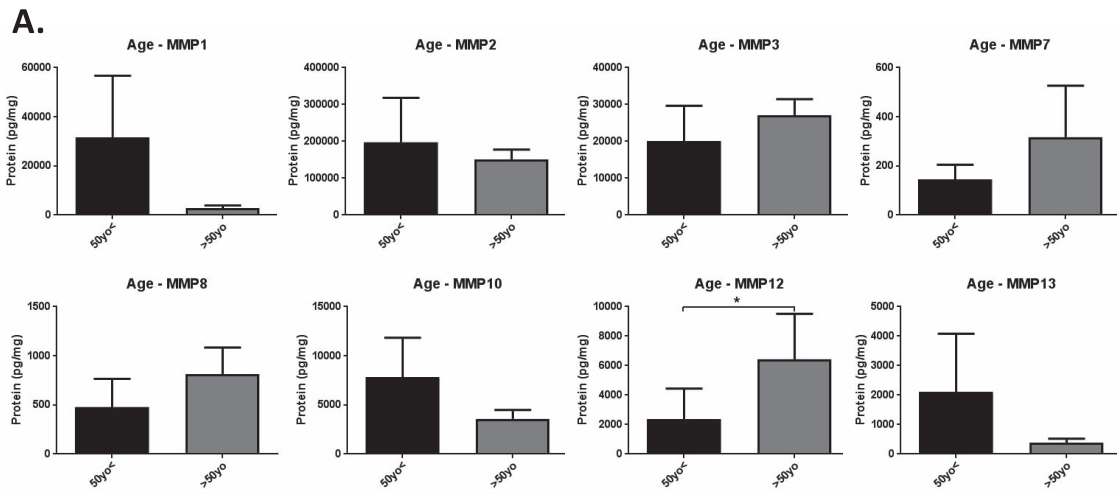 A.
Age - MMP1
Protein (pg/mg)
60000
40000
20000
0
50yo<
>50yo
Age - MMP2
Protein (pg/mg)
400000
300000
200000
100000
0
50yo<
>50yo
Age - MMP3
Protein (pg/mg)
40000
30000
20000
10000
0
50yo<
>50yo
Age - MMP7
Protein (pg/mg)
600
400
200
0
50yo<
>50yo
Age - MMP8
Protein (pg/mg)
1500
1000
500
0
50yo<
>50yo
Age - MMP10
Protein (pg/mg)
15000
10000
5000
0
50yo<
>50yo
Age - MMP12
Protein (pg/mg)
10000
8000
6000
4000
2000
0
*
50yo<
>50yo
Age - MMP13
Protein (pg/mg)
5000
4000
3000
2000
1000
0
50yo<
>50yo